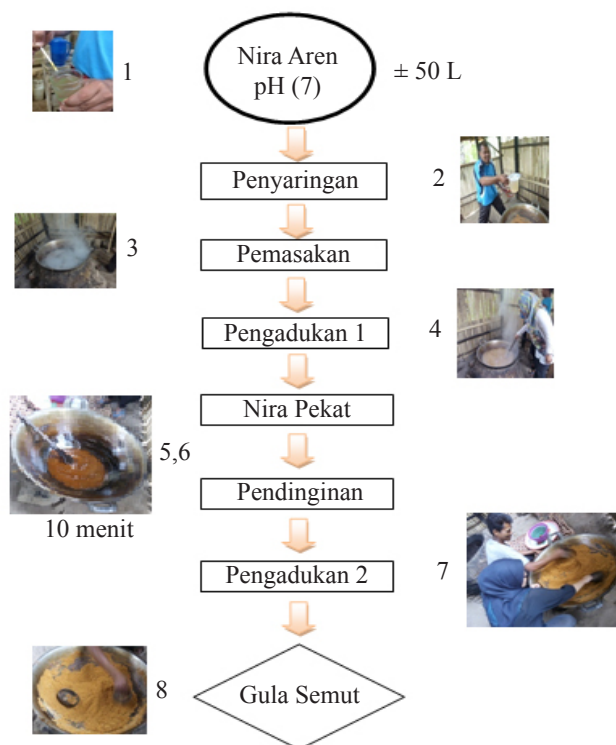 1
Nira Aren
pH (7)
± 50 L
Penyaringan
2
3
Pemasakan
Pengadukan 1
4
Nira Pekat
5,6
10 menit
Pendinginan
Pengadukan 2
7
8
Gula Semut